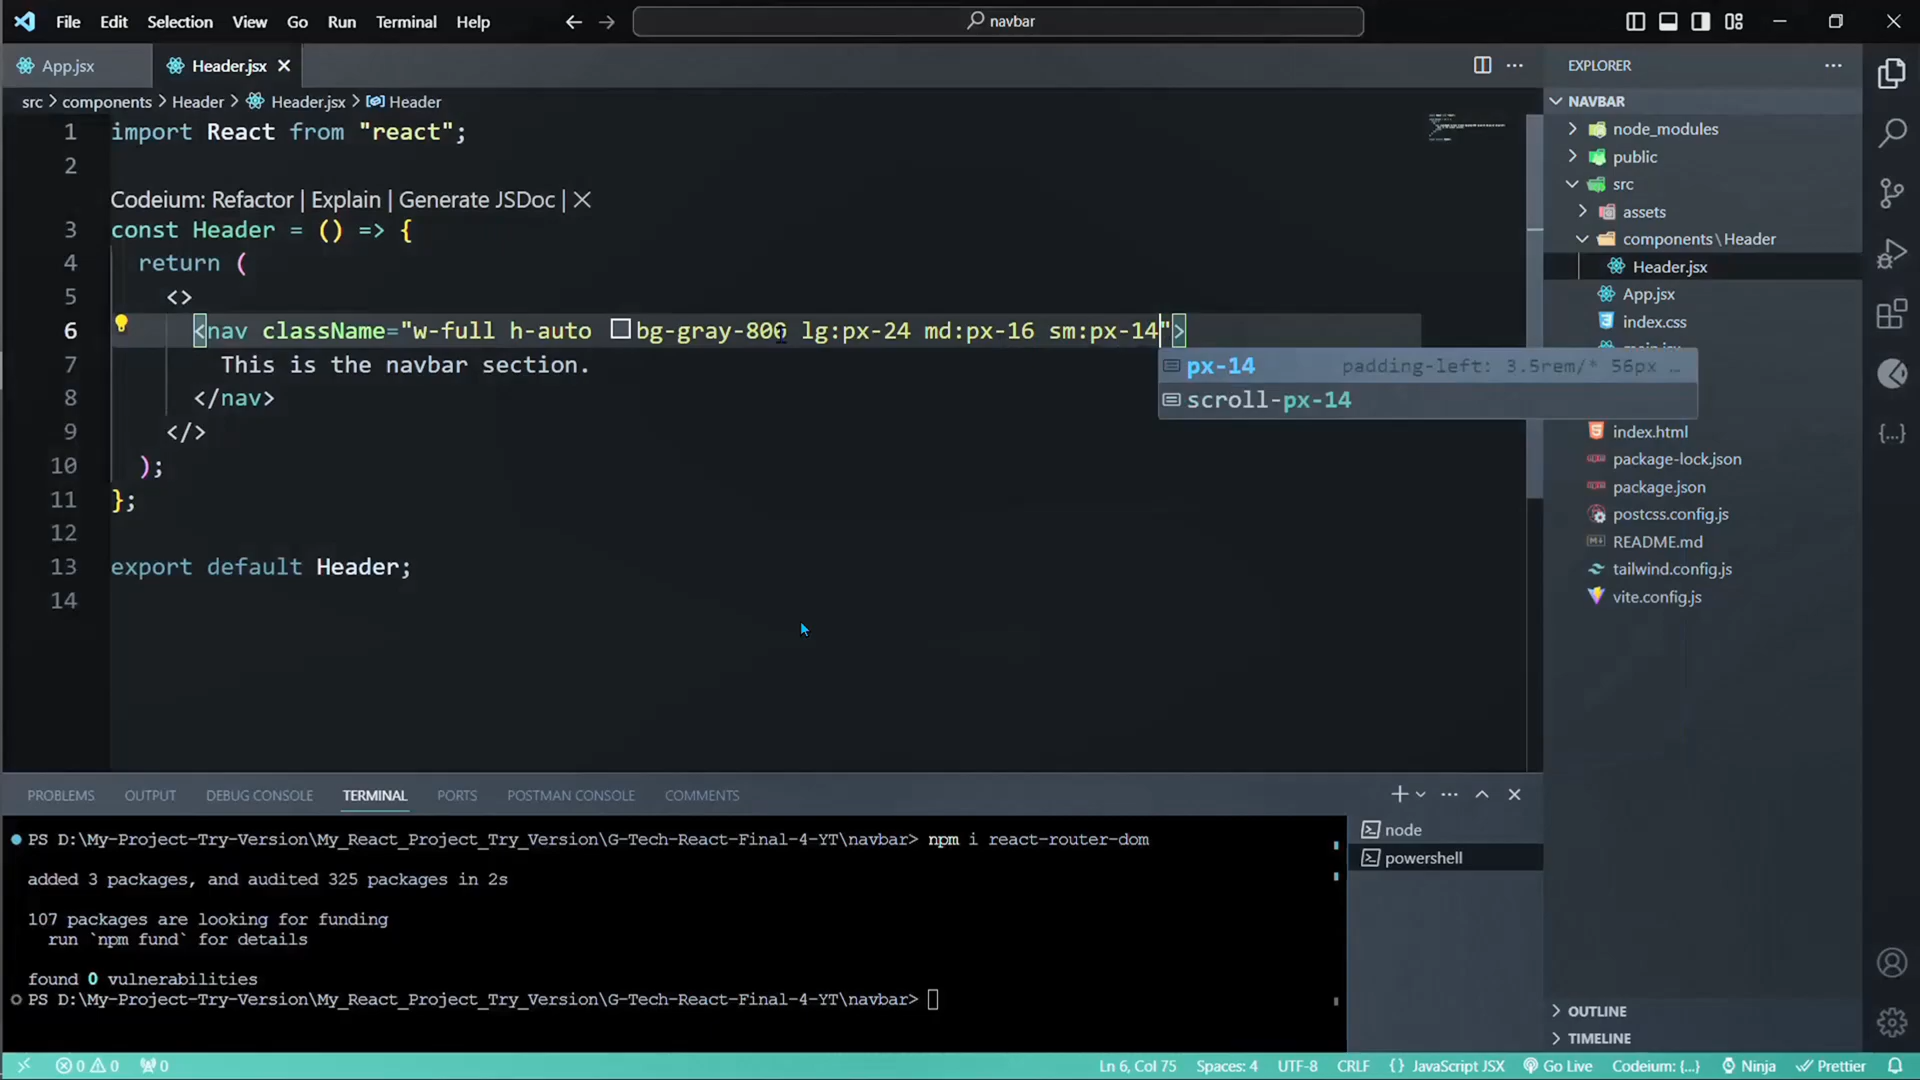 File Edit Selection View Go Run Terminal Help
navbar
App.jsx
Header.jsx
src > components > Header > Header.jsx > Header
1 import React from "react";
2
Codeium: Refactor | Explain | Generate JSDoc |
3 const Header = () => {
4 return (
5 <>
6 <nav className="w-full h-auto bg-gray-800 lg:px-24 md:px-16 sm:px-14">
px-14 padding-left: 3.5rem/* 56px …
scroll-px-14
7 This is the navbar section.
8 </nav>
9 </>
10 );
11 };
12
13 export default Header;
14
EXPLORER
NAVBAR
node_modules
public
src
assets
components\Header
Header.jsx
App.jsx
index.css
index.html
package-lock.json
package.json
postcss.config.js
README.md
tailwind.config.js
vite.config.js
OUTLINE
TIMELINE
PROBLEMS OUTPUT DEBUG CONSOLE TERMINAL PORTS POSTMAN CONSOLE COMMENTS
PS D:\My-Project-Try-Version\My_React_Project_Try_Version\G-Tech-React-Final-4-YT\navbar> npm i react-router-dom
added 3 packages, and audited 325 packages in 2s
107 packages are looking for funding
run `npm fund` for details
found 0 vulnerabilities
PS D:\My-Project-Try-Version\My_React_Project_Try_Version\G-Tech-React-Final-4-YT\navbar>
node
powershell
0 0 0 Ln 6, Col 75 Spaces: 4 UTF-8 CRLF {} JavaScript JSX Go Live Codeium: {...} Ninja Prettier